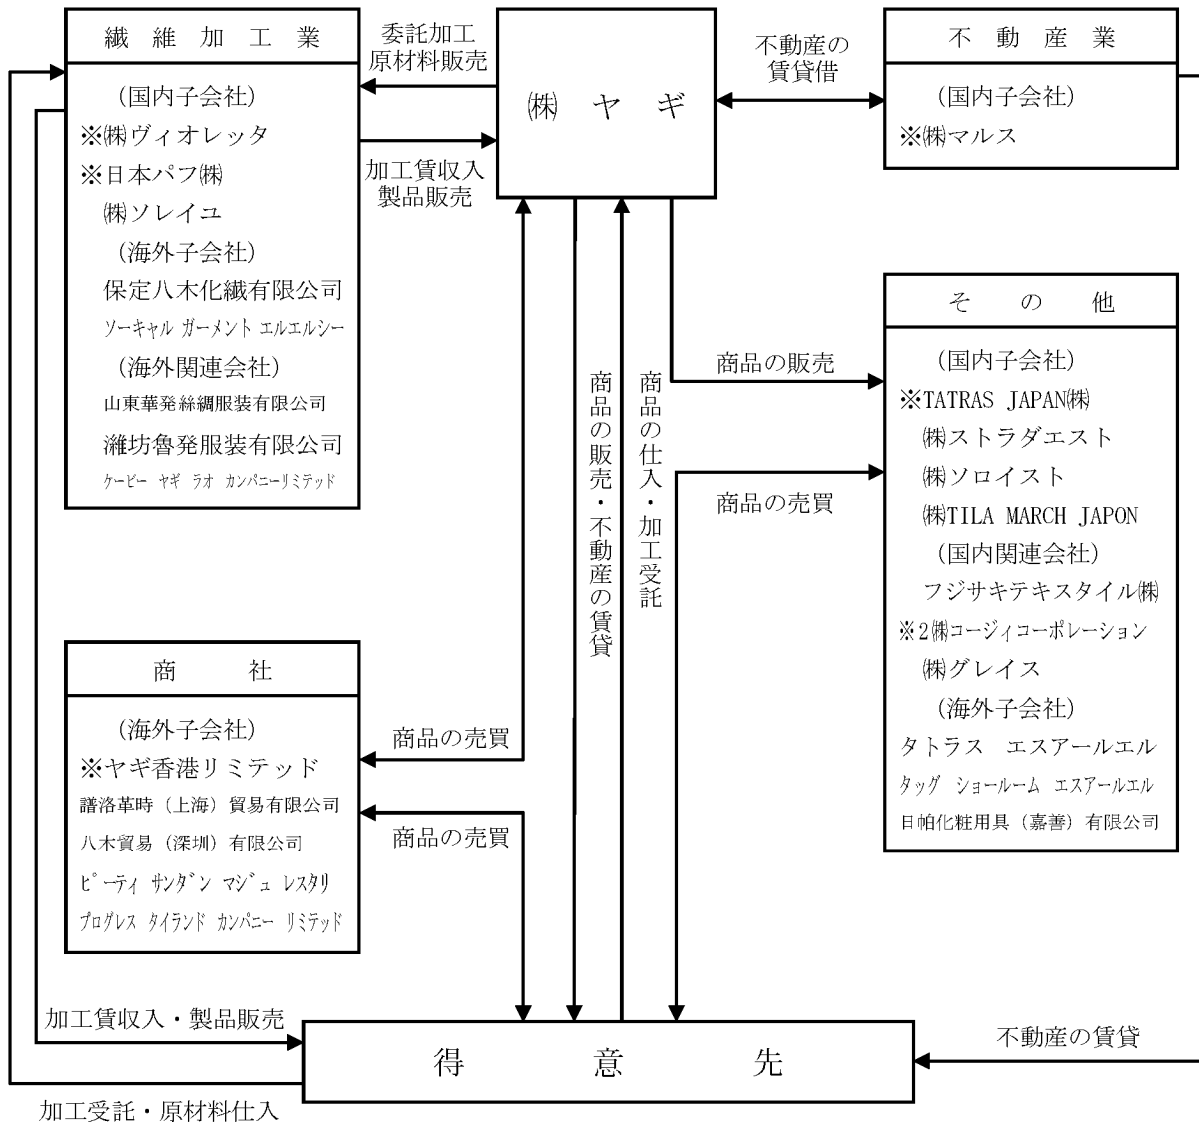 繊維加工業
（国内子会社）
※㈱ヴィオレッタ
※日本パフ㈱
㈱ソレイユ
（海外子会社）
保定八木化繊有限公司
ソーキャル ガーメント エルエルシー
（海外関連会社）
山東華発絲綢服装有限公司
濰坊魯発服装有限公司
ケービー ヤギ ラオ カンパニーリミテッド
委託加工
原材料販売
加工賃収入
製品販売
㈱ヤギ
不動産の
賃貸借
不動産業
（国内子会社）
※㈱マルス
その他
（国内子会社）
※TATRAS JAPAN㈱
㈱ストラダエスト
㈱ソロイスト
㈱TILA MARCH JAPON
（国内関連会社）
フジサキテキスタイル㈱
※2㈱コージィコーポレーション
㈱グレイス
（海外子会社）
タトラス エスアールエル
タッグ ショールーム エスアールエル
日帕化粧用具（嘉善）有限公司
商品の販売
商品の売買
商品の販売・不動産の賃貸
商品の仕入・加工受託
商社
（海外子会社）
※ヤギ香港リミテッド
譜洛革時（上海）貿易有限公司
八木貿易（深圳）有限公司
ピーティ サンダン マジュ レスタリ
プログレス タイランド カンパニー リミテッド
商品の売買
商品の売買
加工賃収入・製品販売
得意先
不動産の賃貸
加工受託・原材料仕入